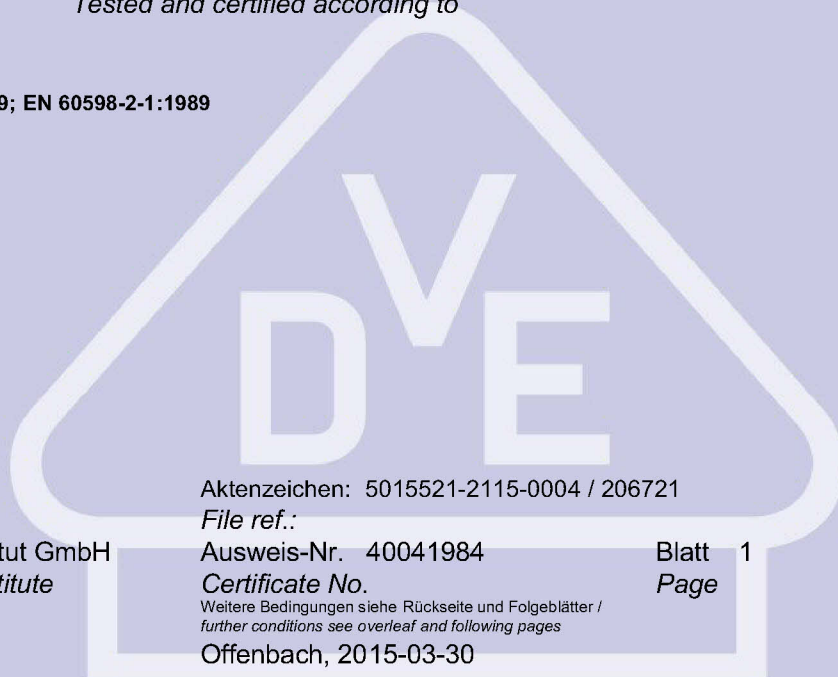 Tested and certified according to
9; EN 60598-2-1:1989
VDE
Aktenzeichen: 5015521-2115-0004 / 206721
File ref.:
tut GmbH Ausweis-Nr. 40041984 Blatt 1
titute Certificate No. Page
Weitere Bedingungen siehe Rückseite und Folgeblätter /
further conditions see overleaf and following pages
Offenbach, 2015-03-30